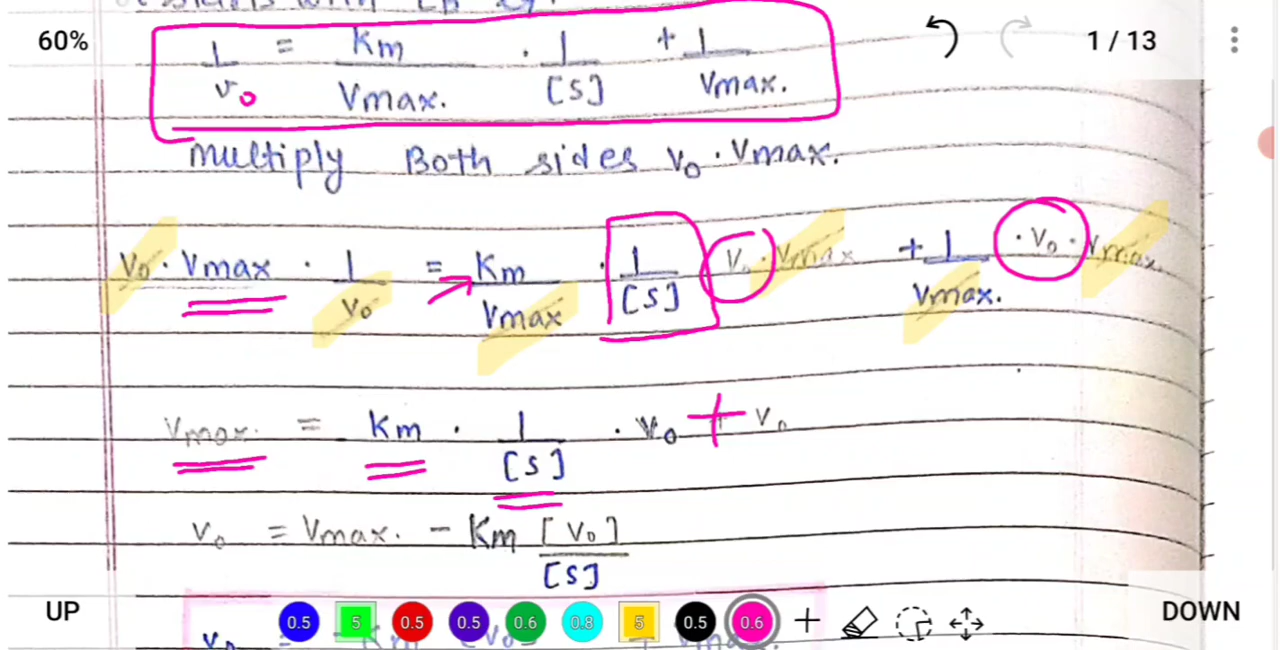 60%
1 / 13
1/v₀ = Km/Vmax. · 1/[S] + 1/Vmax.
multiply Both sides v₀ · Vmax.
V₀ · Vmax · 1/V₀ = Km/Vmax · 1/[S] V₀ · Vmax + 1/Vmax. · V₀ · Vmax.
Vmax. = Km · 1/[S] · V₀ + V₀
V₀ = Vmax. - Km [V₀]/[S]
UP
0.5 5 0.5 0.5 0.6 0.8 5 0.5 0.6
DOWN